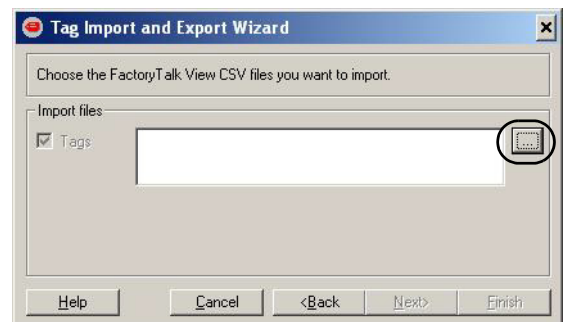 Tag Import and Export Wizard
Choose the FactoryTalk View CSV files you want to import.
Import files
Tags
...
Help Cancel <Back Next> Finish